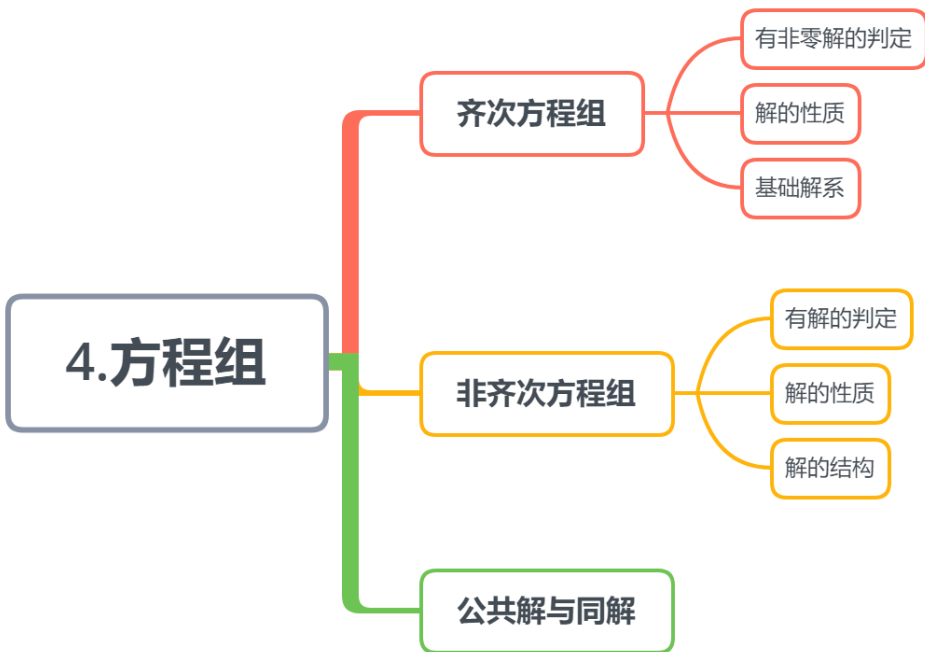 有非零解的判定
齐次方程组
解的性质
基础解系
4.方程组
有解的判定
非齐次方程组
解的性质
解的结构
公共解与同解